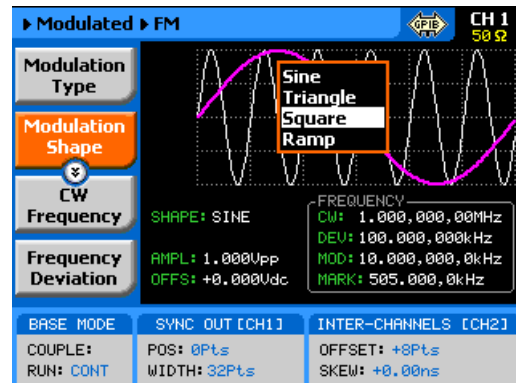 Modulated ▶ FM
GPIB
CH 1
50 Ω
Modulation
Type
Modulation
Shape
CW
Frequency
Frequency
Deviation
Sine
Triangle
Square
Ramp
SHAPE: SINE
AMPL: 1.000Vpp
OFFS: +0.000Vdc
FREQUENCY
CW: 1.000,000,00MHz
DEV: 100.000,000kHz
MOD: 10.000,000,0kHz
MARK: 505.000,0kHz
BASE MODE
COUPLE:
RUN: CONT
SYNC OUT [CH1]
POS: 0Pts
WIDTH: 32Pts
INTER-CHANNELS [CH2]
OFFSET: +8Pts
SKEW: +0.00ns